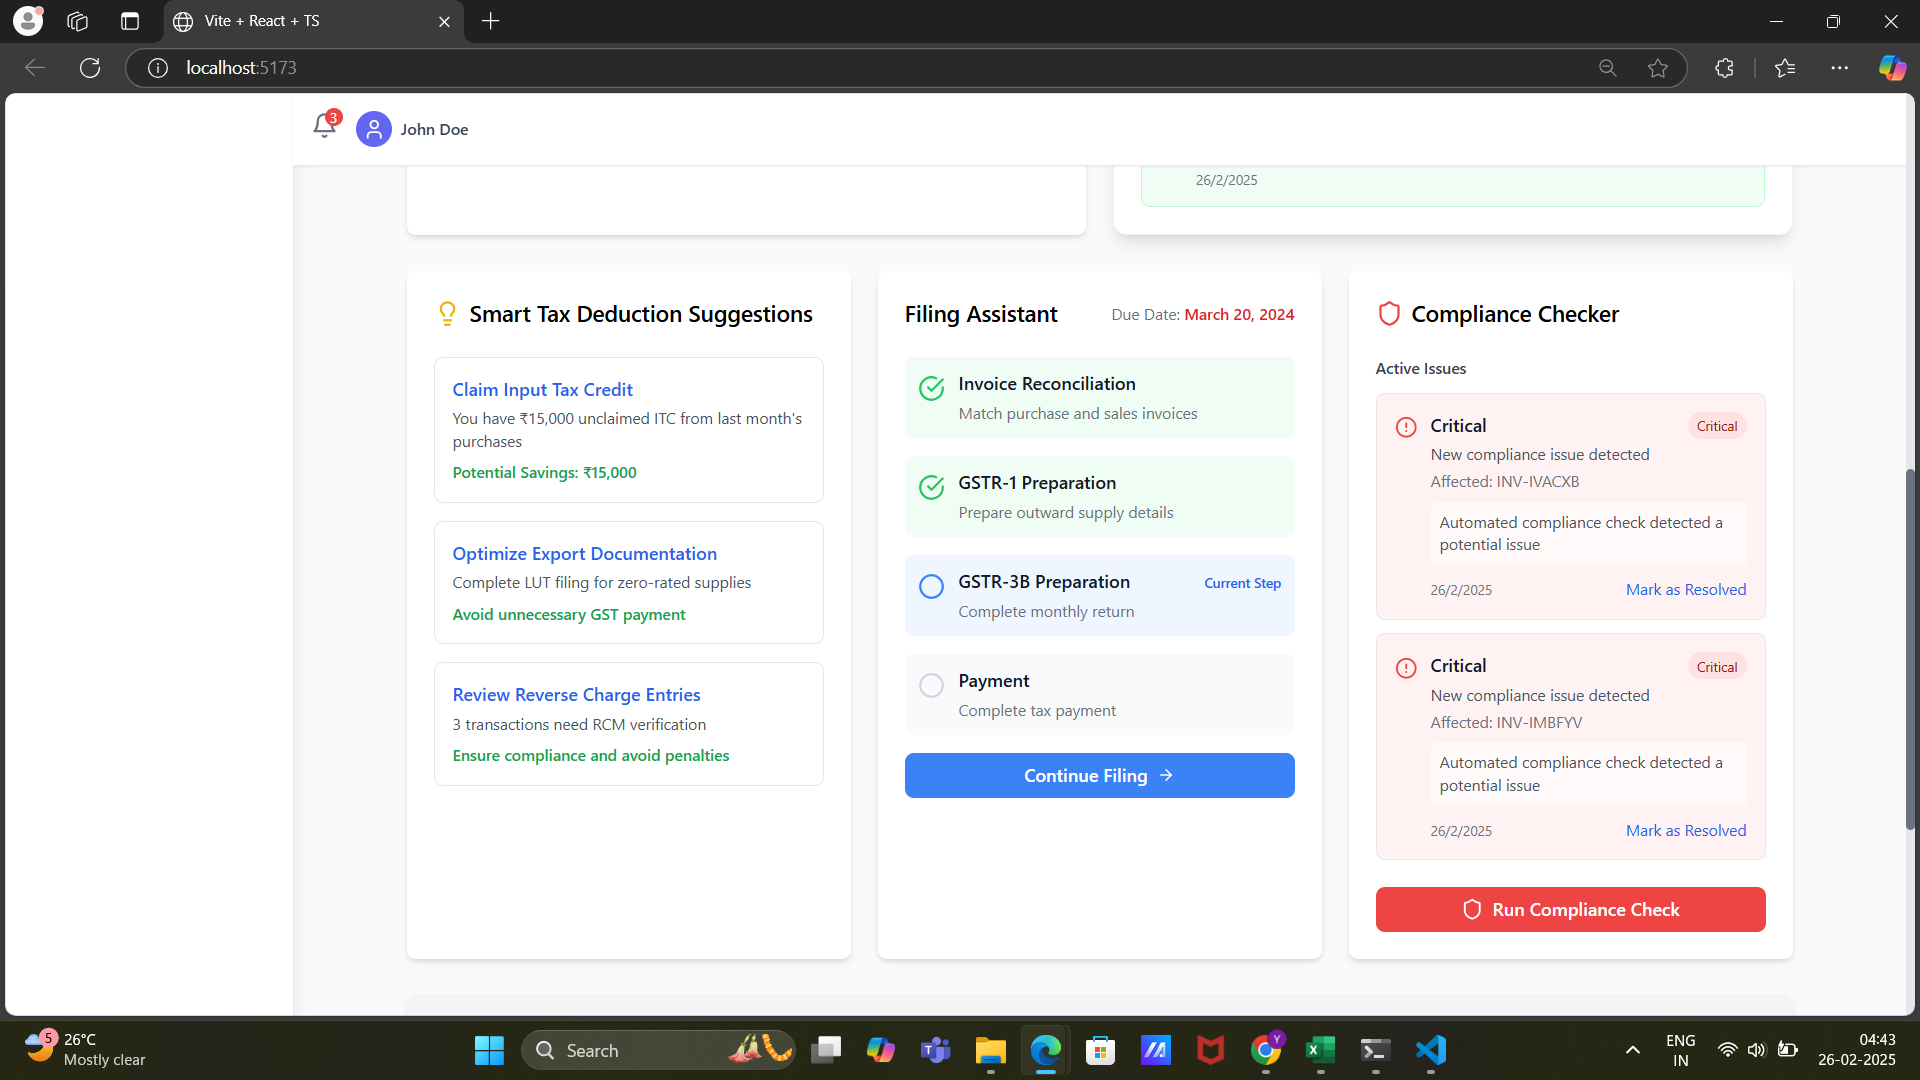 Vite + React + TS
localhost:5173
3
John Doe
26/2/2025
Smart Tax Deduction Suggestions
Claim Input Tax Credit
You have ₹15,000 unclaimed ITC from last month's
purchases
Potential Savings: ₹15,000
Optimize Export Documentation
Complete LUT filing for zero-rated supplies
Avoid unnecessary GST payment
Review Reverse Charge Entries
3 transactions need RCM verification
Ensure compliance and avoid penalties
Filing Assistant
Due Date: March 20, 2024
Invoice Reconciliation
Match purchase and sales invoices
GSTR-1 Preparation
Prepare outward supply details
GSTR-3B Preparation
Current Step
Complete monthly return
Payment
Complete tax payment
Continue Filing
Compliance Checker
Active Issues
Critical
Critical
New compliance issue detected
Affected: INV-IVACXB
Automated compliance check detected a
potential issue
26/2/2025
Mark as Resolved
Critical
Critical
New compliance issue detected
Affected: INV-IMBFYV
Automated compliance check detected a
potential issue
26/2/2025
Mark as Resolved
Run Compliance Check
5
26°C
Mostly clear
Search
T
Y
X
ENG
IN
04:43
26-02-2025